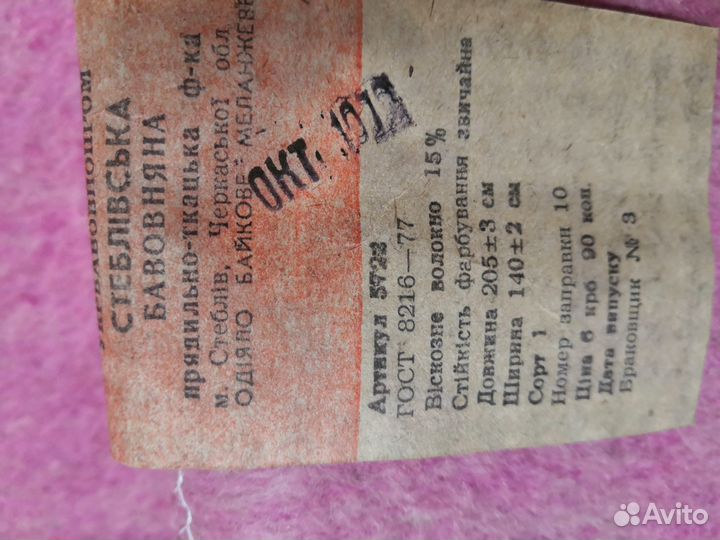 СТЕБЛІВСЬКА
БАВОВНЯНА
прядильно-ткацька ф-ка
м. Стеблів, Черкаської обл
ОДІЯЛО БАЙКОВЕ МЕЛАНЖЕВЕ
ОКТ.
Артикул 5722
ГОСТ 8216—77
Віскозне волокно 15%
Стійкість фарбування звичайна
Довжина 205±3 см
Ширина 140±2 см
Сорт 1
Номер заправки 10
Ціна 6 крб 90 коп.
Дата випуску
Браковщик № 3
Avito